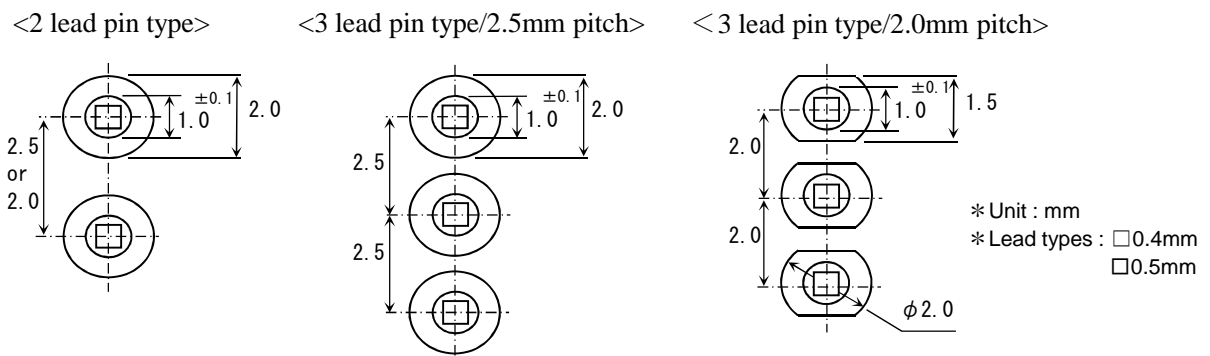 <2 lead pin type>
±0.1
1.0
2.0
2.5
or
2.0
<3 lead pin type/2.5mm pitch>
±0.1
1.0
2.0
2.5
2.5
＜3 lead pin type/2.0mm pitch>
±0.1
1.0
1.5
2.0
2.0
φ2.0
＊Unit : mm
＊Lead types : □0.4mm
□0.5mm